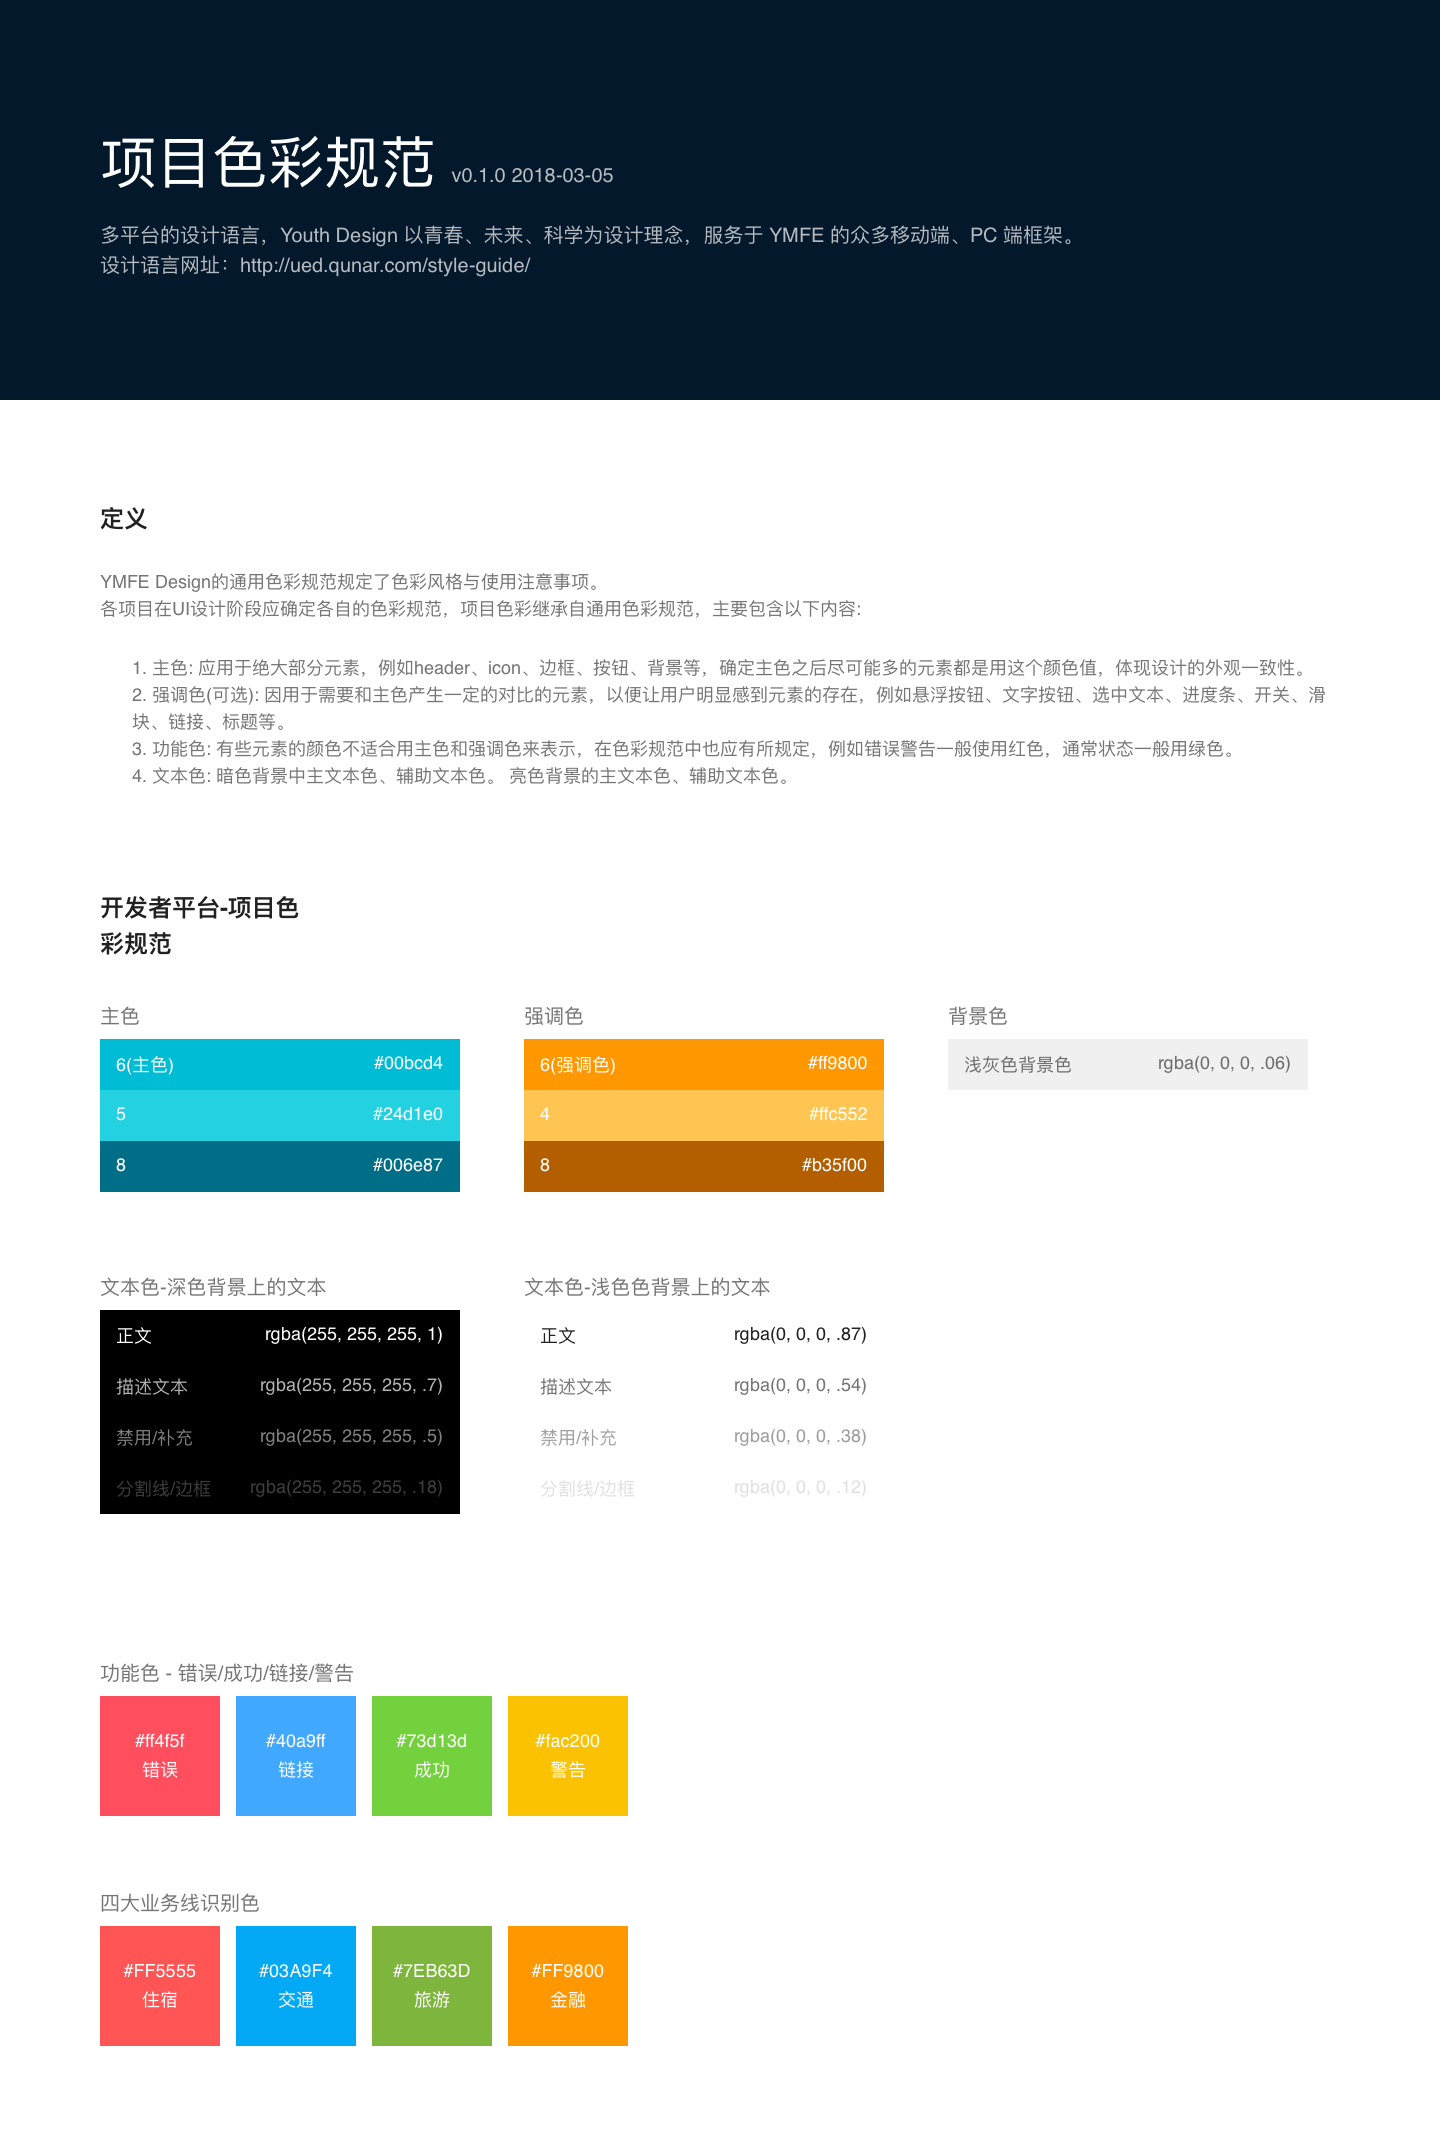 项目色彩规范 v0.1.0 2018-03-05
多平台的设计语言，Youth Design 以青春、未来、科学为设计理念，服务于 YMFE 的众多移动端、PC 端框架。
设计语言网址：http://ued.qunar.com/style-guide/
定义
YMFE Design的通用色彩规范规定了色彩风格与使用注意事项。
各项目在UI设计阶段应确定各自的色彩规范，项目色彩继承自通用色彩规范，主要包含以下内容:
1. 主色: 应用于绝大部分元素，例如header、icon、边框、按钮、背景等，确定主色之后尽可能多的元素都是用这个颜色值，体现设计的外观一致性。
2. 强调色(可选): 因用于需要和主色产生一定的对比的元素，以便让用户明显感到元素的存在，例如悬浮按钮、文字按钮、选中文本、进度条、开关、滑
块、链接、标题等。
3. 功能色: 有些元素的颜色不适合用主色和强调色来表示，在色彩规范中也应有所规定，例如错误警告一般使用红色，通常状态一般用绿色。
4. 文本色: 暗色背景中主文本色、辅助文本色。 亮色背景的主文本色、辅助文本色。
开发者平台-项目色
彩规范
主色
6(主色) #00bcd4
5 #24d1e0
8 #006e87
强调色
6(强调色) #ff9800
4 #ffc552
8 #b35f00
背景色
浅灰色背景色 rgba(0, 0, 0, .06)
文本色-深色背景上的文本
正文 rgba(255, 255, 255, 1)
描述文本 rgba(255, 255, 255, .7)
禁用/补充 rgba(255, 255, 255, .5)
分割线/边框 rgba(255, 255, 255, .18)
文本色-浅色色背景上的文本
正文 rgba(0, 0, 0, .87)
描述文本 rgba(0, 0, 0, .54)
禁用/补充 rgba(0, 0, 0, .38)
分割线/边框 rgba(0, 0, 0, .12)
功能色 - 错误/成功/链接/警告
#ff4f5f
错误
#40a9ff
链接
#73d13d
成功
#fac200
警告
四大业务线识别色
#FF5555
住宿
#03A9F4
交通
#7EB63D
旅游
#FF9800
金融